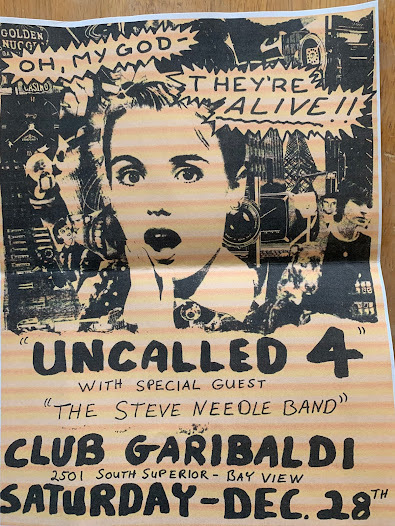 GOLDEN
CASINO
OH, MY GOD
THEY'RE
ALIVE!!
"UNCALLED 4"
WITH SPECIAL GUEST
"THE STEVE NEEDLE BAND"
CLUB GARIBALDI
2501 SOUTH SUPERIOR - BAY VIEW
SATURDAY-DEC. 28TH